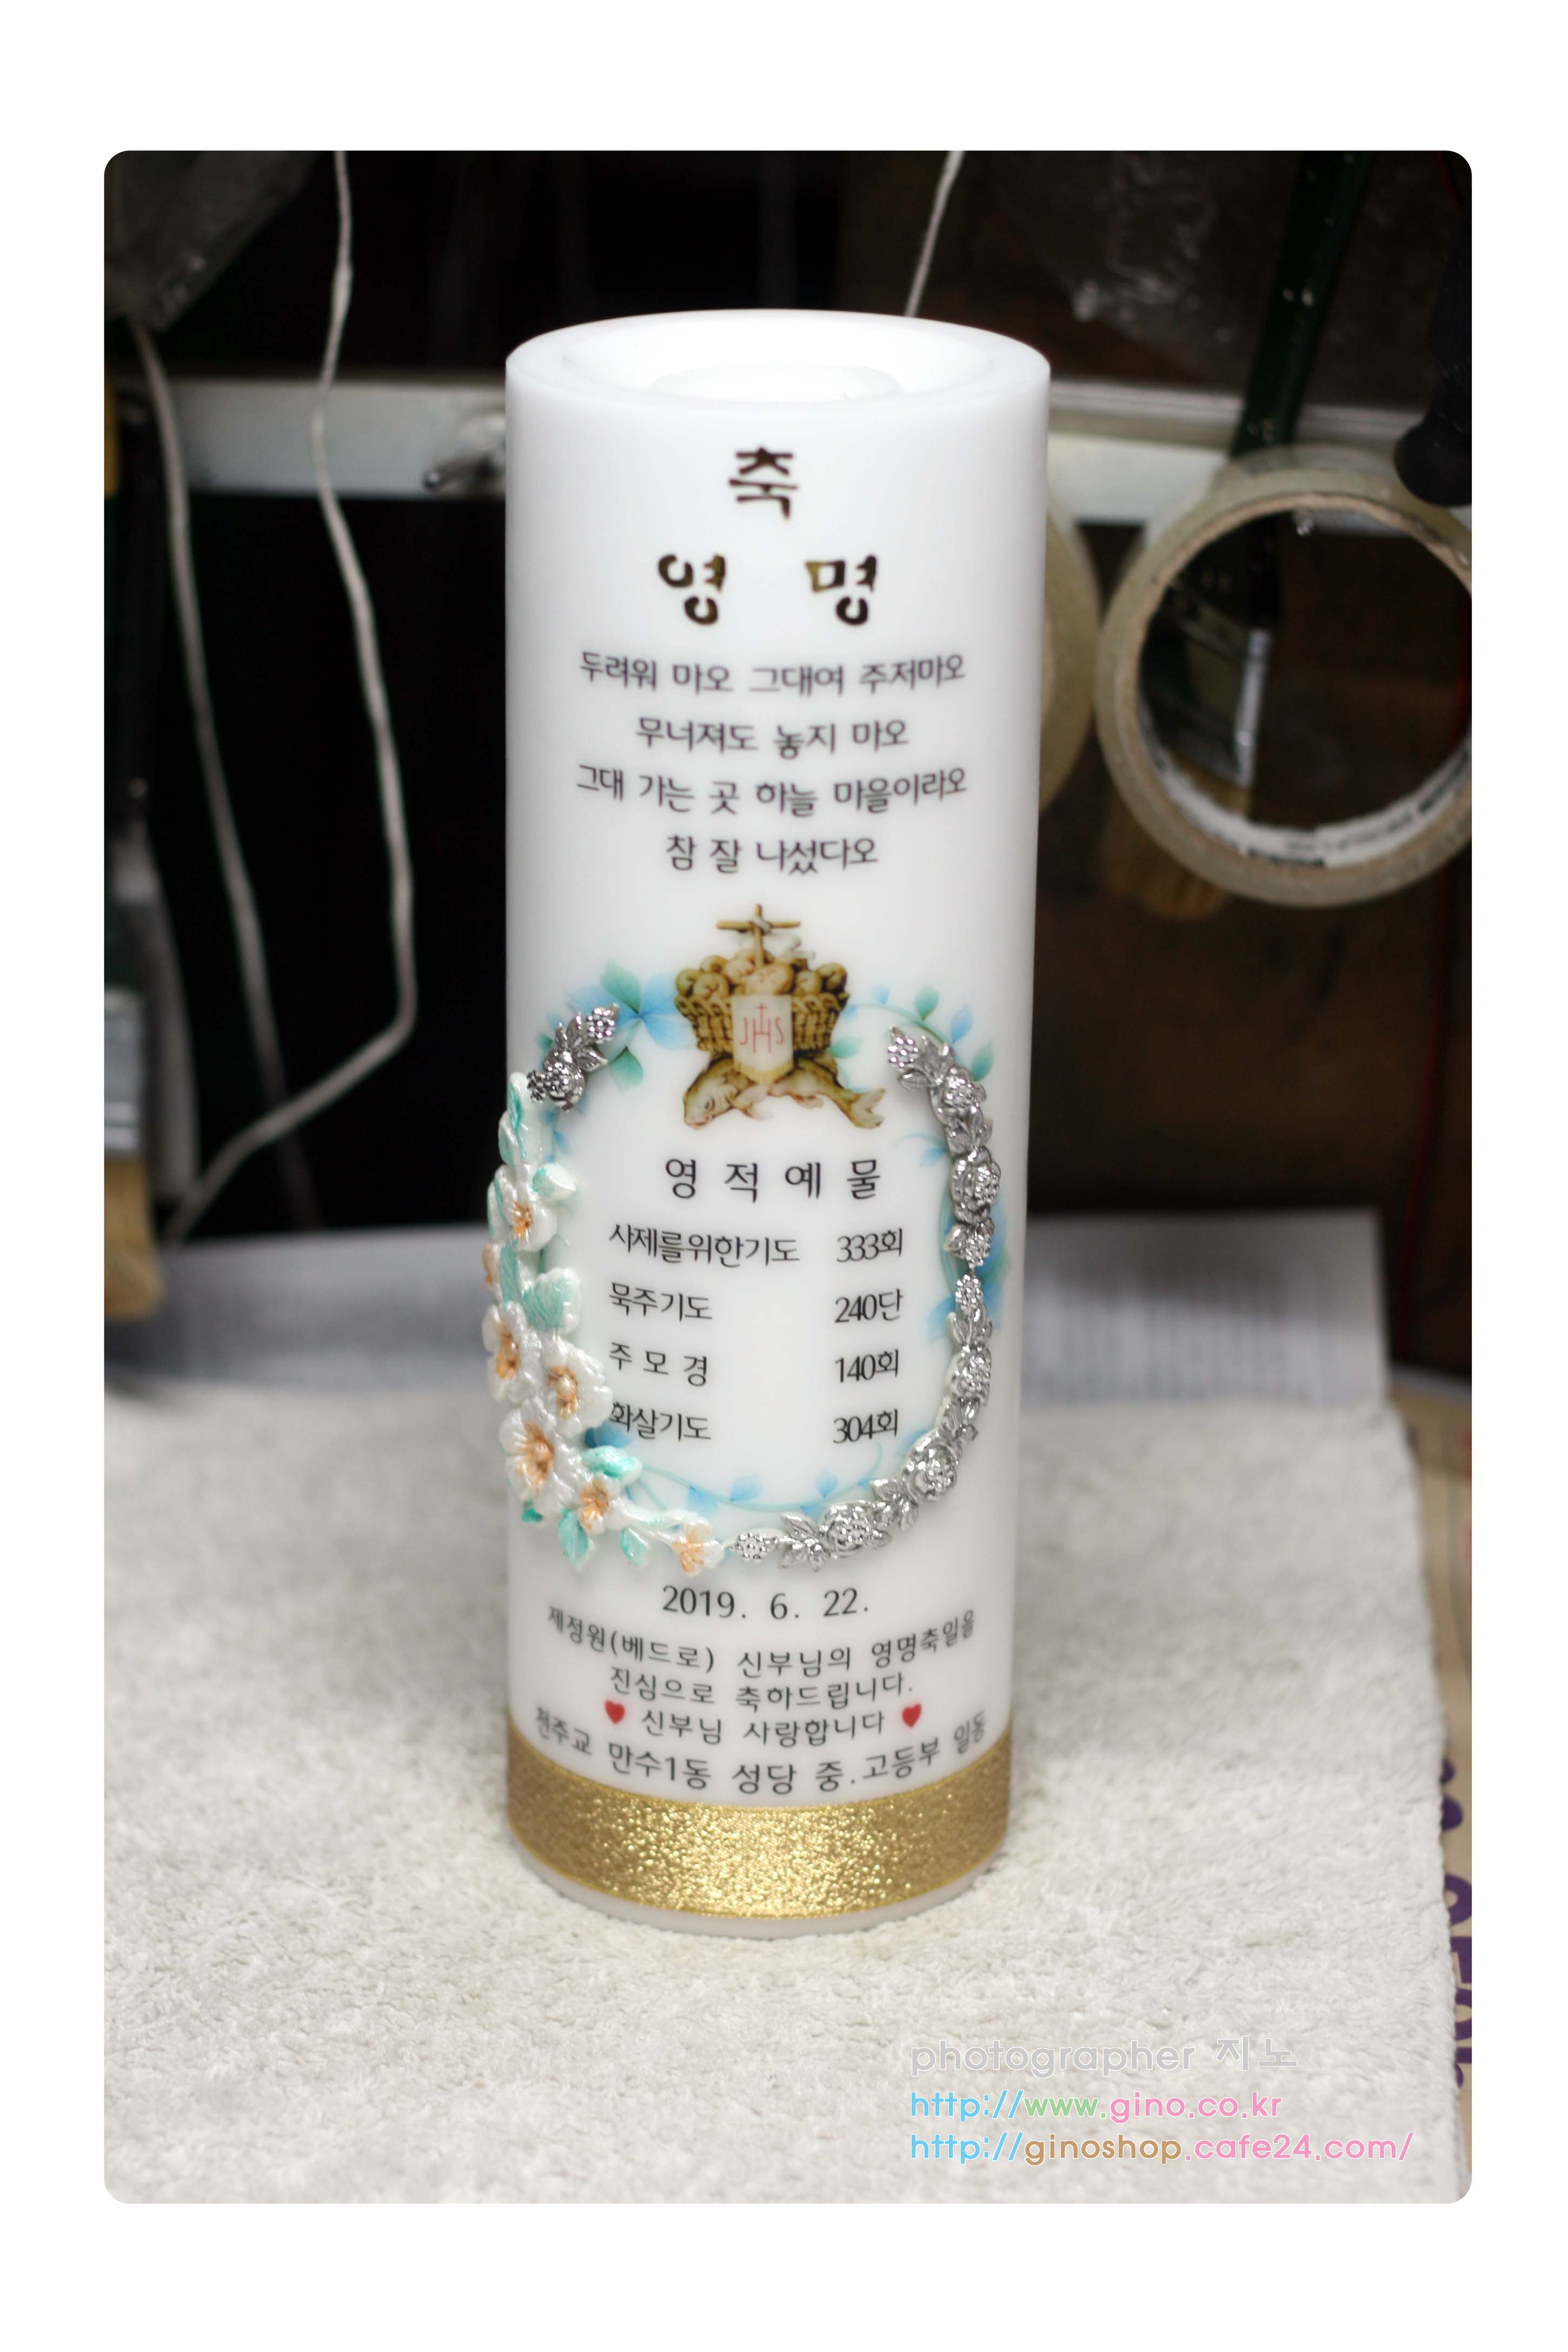 축
영 명
두려워 마오 그대여 주저마오
무너져도 놓지 마오
그대 가는 곳 하늘 마을이라오
참 잘 나섰다오
JHS
영적예물
사제를위한기도 333회
묵주기도 240단
주모경 140회
화살기도 304회
2019. 6. 22.
제정원(베드로) 신부님의 영명축일을
진심으로 축하드립니다.
♥ 신부님 사랑합니다 ♥
천주교 만수1동 성당 중.고등부 일동
photographer 지노
http://www.gino.co.kr
http://ginoshop.cafe24.com/